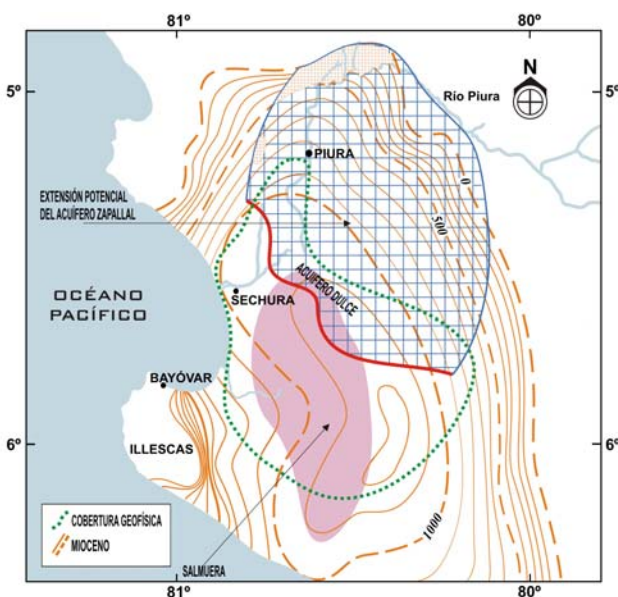 81º
80º
5º
5º
N
Río Piura
PIURA
0
EXTENSIÓN POTENCIAL
DEL ACUÍFERO ZAPALLAL
500
ACUÍFERO DULCE
OCÉANO
PACÍFICO
SECHURA
BAYÓVAR
6º
6º
ILLESCAS
1000
COBERTURA GEOFÍSICA
MIOCENO
SALMUERA
81º
80º